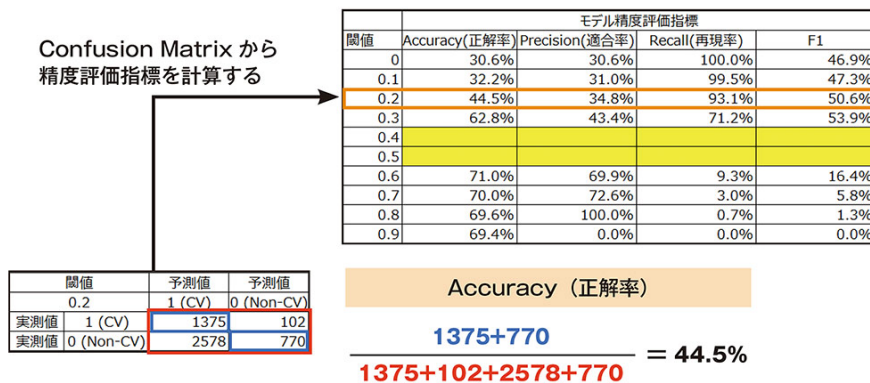 Confusion Matrix から
精度評価指標を計算する
モデル精度評価指標
閾値 Accuracy(正解率) Precision(適合率) Recall(再現率) F1
0 30.6% 30.6% 100.0% 46.9%
0.1 32.2% 31.0% 99.5% 47.3%
0.2 44.5% 34.8% 93.1% 50.6%
0.3 62.8% 43.4% 71.2% 53.9%
0.4
0.5
0.6 71.0% 69.9% 9.3% 16.4%
0.7 70.0% 72.6% 3.0% 5.8%
0.8 69.6% 100.0% 0.7% 1.3%
0.9 69.4% 0.0% 0.0% 0.0%
閾値 予測値 予測値
0.2 1 (CV) 0 (Non-CV)
実測値 1 (CV) 1375 102
実測値 0 (Non-CV) 2578 770
Accuracy（正解率）
1375+770
1375+102+2578+770
= 44.5%